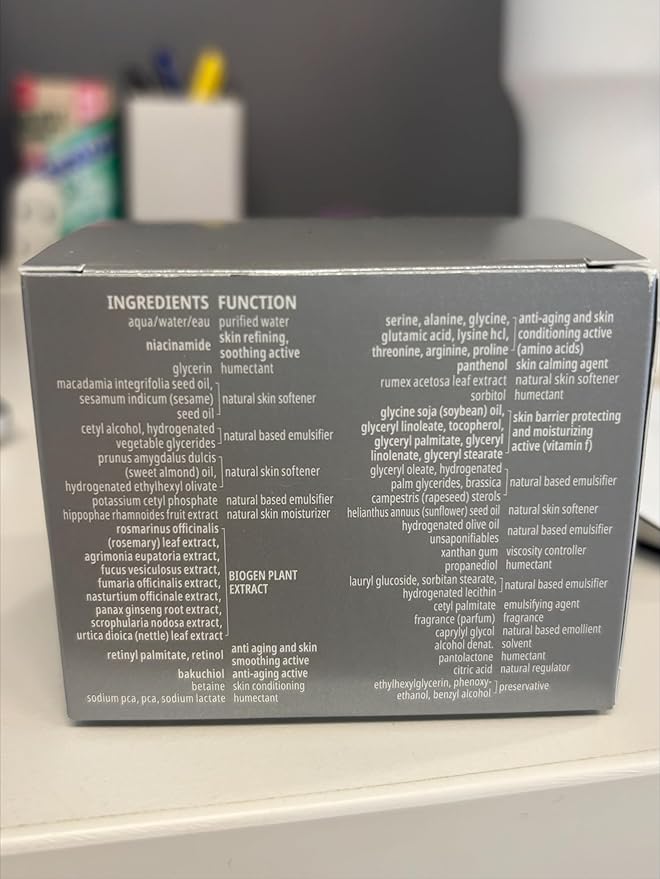 INGREDIENTS FUNCTION
aqua/water/eau purified water
niacinamide skin refining,
soothing active
glycerin humectant
macadamia integrifolia seed oil,
sesamum indicum (sesame)
seed oil
natural skin softener
cetyl alcohol, hydrogenated
vegetable glycerides
natural based emulsifier
prunus amygdalus dulcis
(sweet almond) oil,
hydrogenated ethylhexyl olivate
natural skin softener
potassium cetyl phosphate natural based emulsifier
hippophae rhamnoides fruit extract natural skin moisturizer
rosmarinus officinalis
(rosemary) leaf extract,
agrimonia eupatoria extract,
fucus vesiculosus extract,
fumaria officinalis extract,
nasturtium officinale extract,
panax ginseng root extract,
scrophularia nodosa extract,
urtica dioica (nettle) leaf extract
BIOGEN PLANT
EXTRACT
retinyl palmitate, retinol anti aging and skin
smoothing active
bakuchiol anti-aging active
betaine skin conditioning
sodium pca, pca, sodium lactate humectant
serine, alanine, glycine,
glutamic acid, lysine hcl,
threonine, arginine, proline
anti-aging and skin
conditioning active
(amino acids)
panthenol skin calming agent
rumex acetosa leaf extract natural skin softener
sorbitol humectant
glycine soja (soybean) oil,
glyceryl linoleate, tocopherol,
glyceryl palmitate, glyceryl
linolenate, glyceryl stearate
skin barrier protecting
and moisturizing
active (vitamin f)
glyceryl oleate, hydrogenated
palm glycerides, brassica
campestris (rapeseed) sterols
natural based emulsifier
helianthus annuus (sunflower) seed oil natural skin softener
hydrogenated olive oil
unsaponifiables
natural based emulsifier
xanthan gum viscosity controller
propanediol humectant
lauryl glucoside, sorbitan stearate,
hydrogenated lecithin
natural based emulsifier
cetyl palmitate emulsifying agent
fragrance (parfum) fragrance
caprylyl glycol natural based emollient
alcohol denat. solvent
pantolactone humectant
citric acid natural regulator
ethylhexylglycerin, phenoxy-
ethanol, benzyl alcohol
preservative